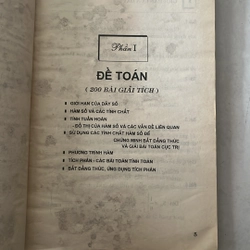 Phần I
ĐỀ TOÁN
( 200 BÀI GIẢI TÍCH )
GIỚI HẠN CỦA DÃY SỐ
HÀM SỐ VÀ CÁC TÍNH CHẤT
TÍNH TUẦN HOÀN
- ĐỒ THỊ CỦA HÀM SỐ VÀ CÁC VẤN ĐỀ LIÊN QUAN
SỬ DỤNG CÁC TÍNH CHẤT HÀM SỐ ĐỂ
CHỨNG MINH BẤT ĐẲNG THỨC
VÀ GIẢI BÀI TOÁN CỰC TRỊ
PHƯƠNG TRÌNH HÀM
TÍCH PHÂN - CÁC BÀI TOÁN TÍNH TOÁN
BẤT ĐẲNG THỨC, ỨNG DỤNG TÍCH PHÂN